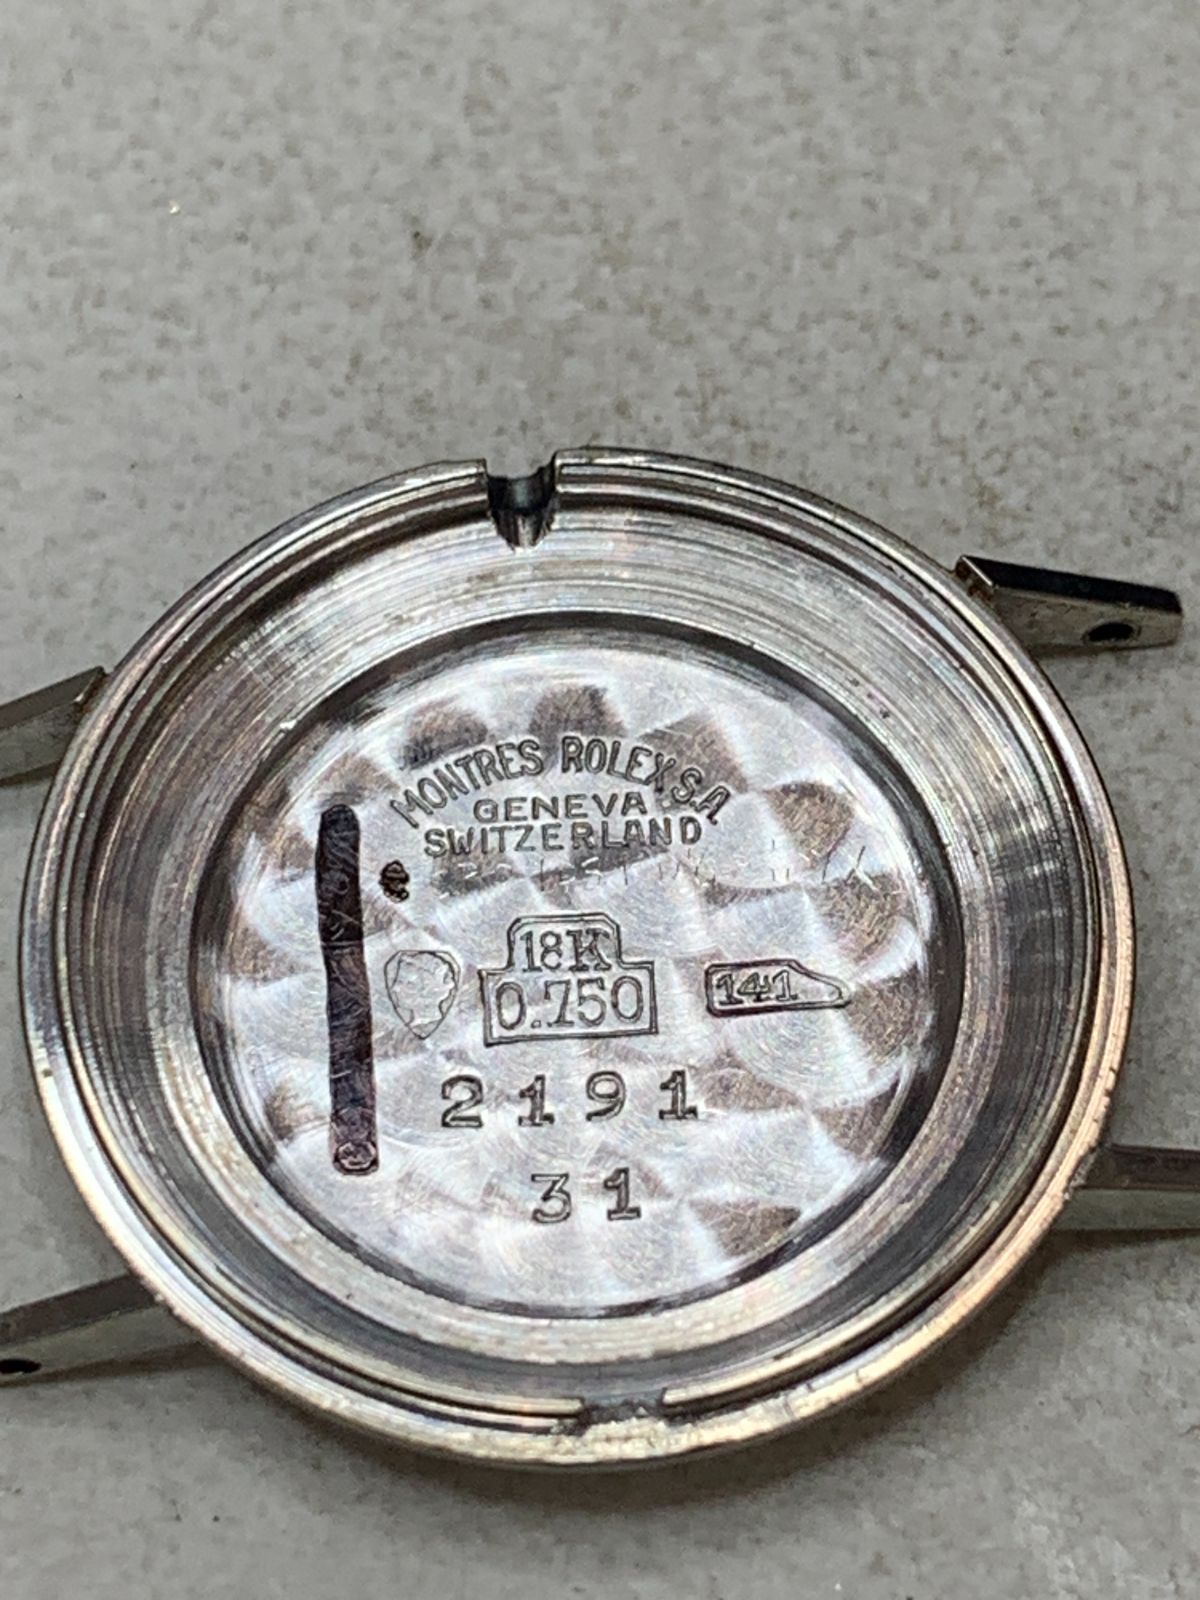 MONTRES ROLEX S.A.
GENEVA
SWITZERLAND
18K
0.750
141
2191
31